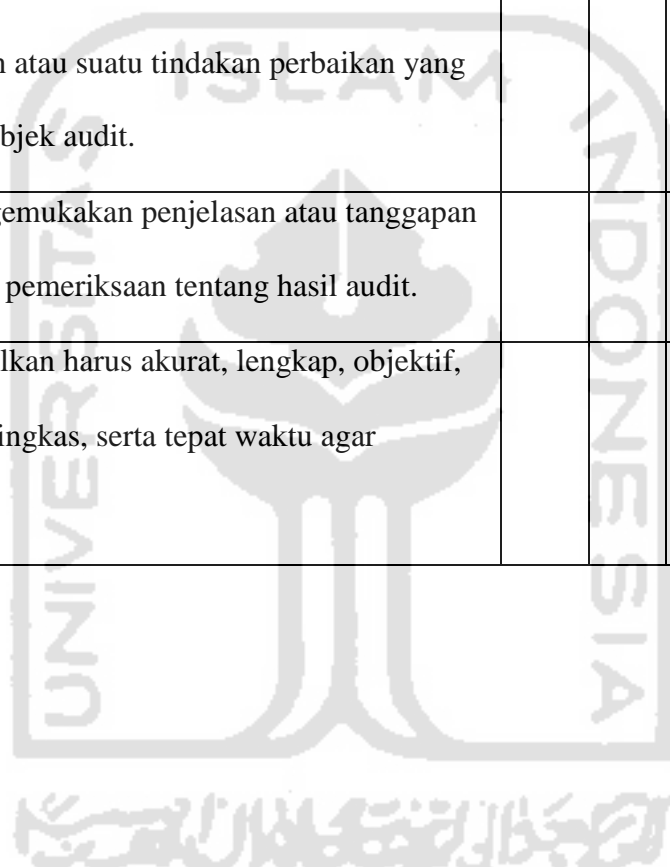 ISLAM
n atau suatu tindakan perbaikan yang
bjek audit.
gemukakan penjelasan atau tanggapan
pemeriksaan tentang hasil audit.
lkan harus akurat, lengkap, objektif,
ingkas, serta tepat waktu agar
UNIVERSITAS
INDONESIA